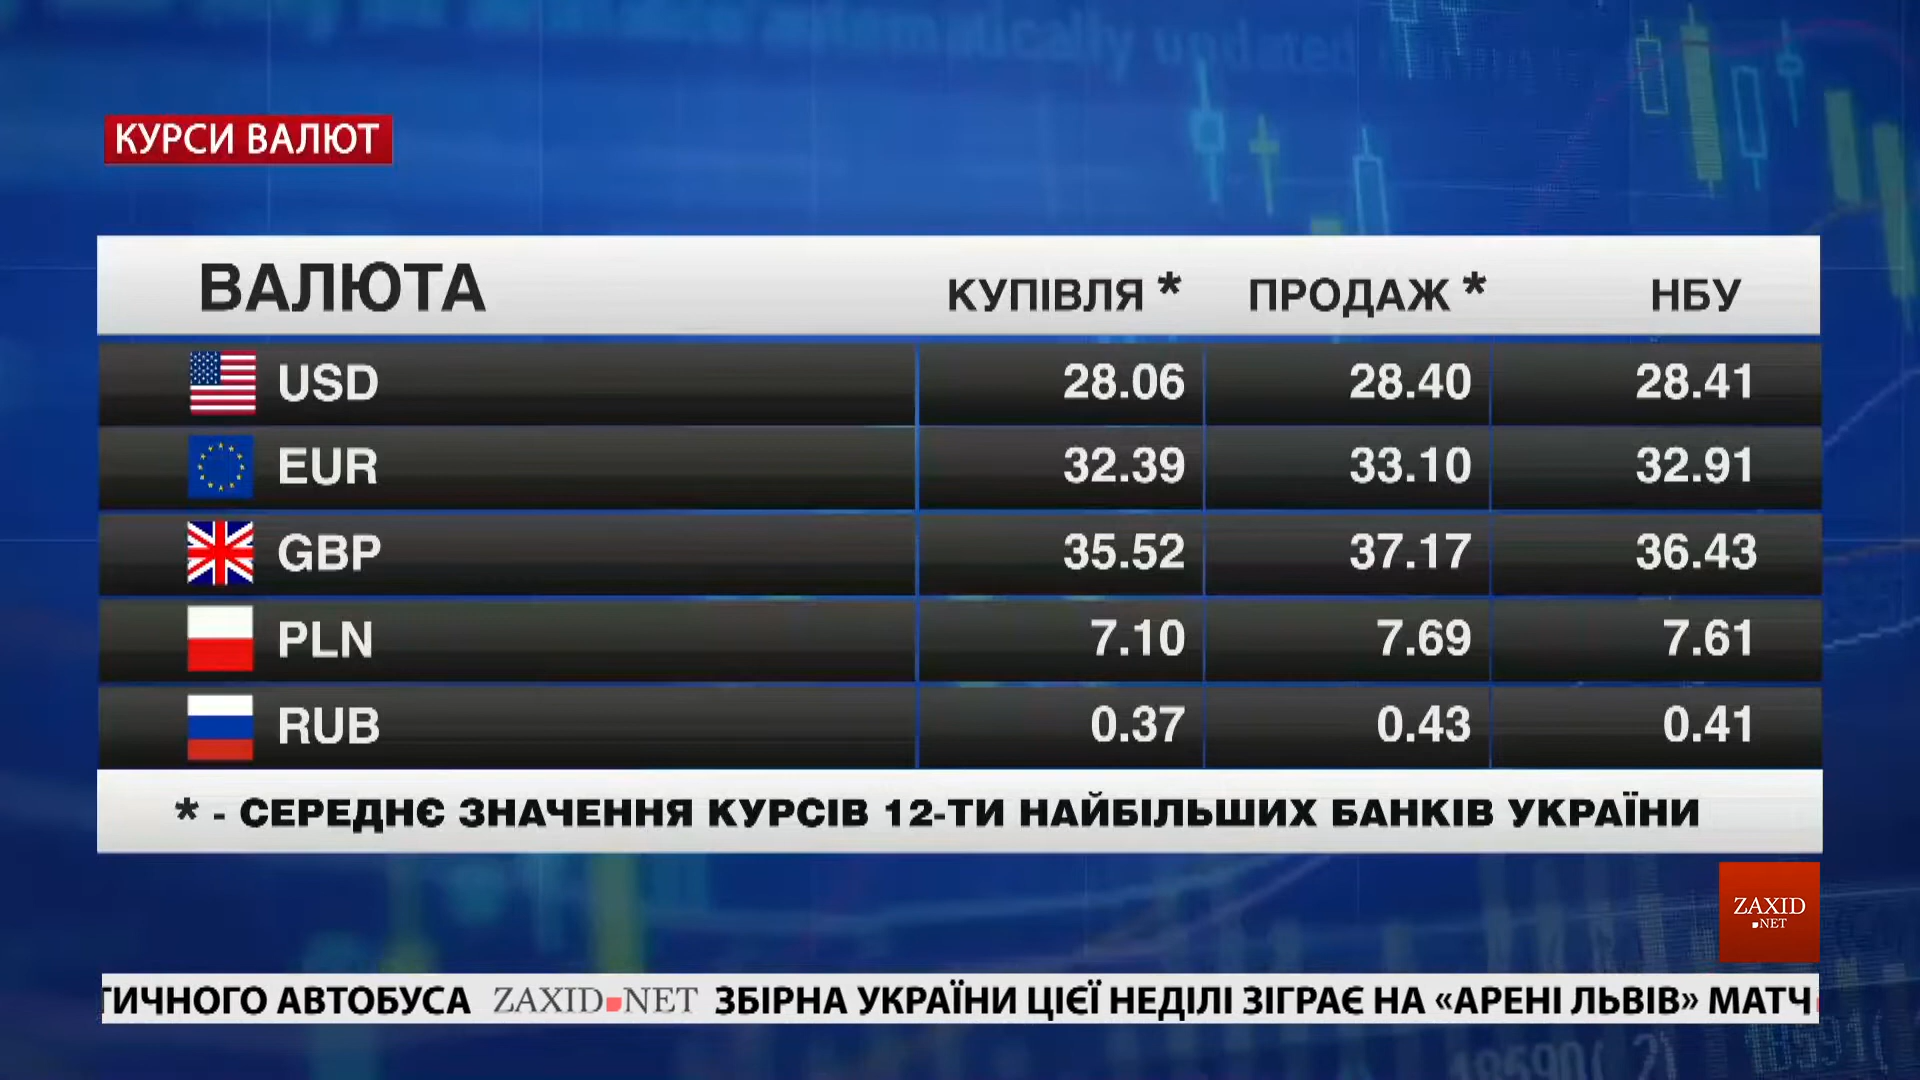 automatically updated
КУРСИ ВАЛЮТ
ВАЛЮТА КУПІВЛЯ * ПРОДАЖ * НБУ
USD 28.06 28.40 28.41
EUR 32.39 33.10 32.91
GBP 35.52 37.17 36.43
PLN 7.10 7.69 7.61
RUB 0.37 0.43 0.41
* - СЕРЕДНЄ ЗНАЧЕННЯ КУРСІВ 12-ТИ НАЙБІЛЬШИХ БАНКІВ УКРАЇНИ
ZAXID
.NET
ТИЧНОГО АВТОБУСА ZAXID.NET ЗБІРНА УКРАЇНИ ЦІЄЇ НЕДІЛІ ЗІГРАЄ НА «АРЕНІ ЛЬВІВ» МАТЧ